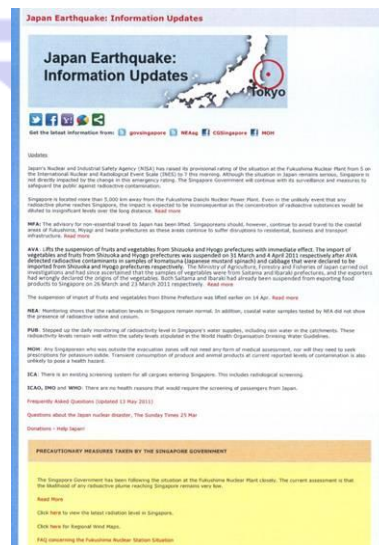 Japan Earthquake: Information Updates
Japan Earthquake:
Information Updates
Tokyo
Get the latest information from: govsingapore NEAsg CGSingapore MOH
Updates
Japan's Nuclear and Industrial Safety Agency (NISA) has raised its provisional rating of the situation at the Fukushima Nuclear Plant from 5 on
the International Nuclear and Radiological Event Scale (INES) to 7 this morning. Although the situation in Japan remains serious, Singapore is
not directly impacted by the change in this emergency rating. The Singapore Government will continue with its surveillance and measures to
safeguard the public against radioactive contamination.
Singapore is located more than 5,000 km away from the Fukushima Daiichi Nuclear Power Plant. Even in the unlikely event that any
radioactive plume reaches Singapore, the impact is expected to be inconsequential as the concentration of radioactive substances would be
diluted to insignificant levels over the long distance. Read more
MFA: The advisory for non-essential travel to Japan has been lifted. Singaporeans should, however, continue to avoid travel to the coastal
areas of Fukushima, Miyagi and Iwate prefectures as these areas continue to suffer disruptions to residential, business and transport
infrastructure. Read more
AVA : Lifts the suspension of fruits and vegetables from Shizuoka and Hyogo prefectures with immediate effect. The import of
vegetables and fruits from Shizuoka and Hyogo prefectures was suspended on 31 March and 4 April 2011 respectively after AVA
detected radioactive contaminants in samples of komatsuna (Japanese mustard spinach) and cabbage that were declared to be
imported from Shizuoka and Hyogo prefectures respectively. The Ministry of Agriculture, Forestry and Fisheries of Japan carried out
investigations and had since ascertained that the samples of vegetables were from Saitama and Ibaraki prefectures, and the exporters
had wrongly declared the origins of the vegetables. Both Saitama and Ibaraki had already been suspended from exporting food
products to Singapore on 26 March and 23 March 2011 respectively. Read more
The suspension of import of fruits and vegetables from Ehime Prefecture was lifted earlier on 14 Apr. Read more
NEA: Monitoring shows that the radiation levels in Singapore remain normal. In addition, coastal water samples tested by NEA did not show
the presence of radioactive iodine and cesium.
PUB: Stepped up the daily monitoring of radioactivity level in Singapore's water supplies, including rain water in the catchments. These
radioactivity levels remain well within the safety levels stipulated in the World Health Organisation Drinking Water Guidelines.
MOH: Any Singaporean who was outside the evacuation zones will not need any form of medical assessment, nor will they need to seek
prescriptions for potassium iodide. Transient consumption of produce and animal products at current reported levels of contamination is also
unlikely to pose a health hazard.
ICA: There is an existing screening system for all cargoes entering Singapore. This includes radiological screening.
ICAO, IMO and WHO: There are no health reasons that would require the screening of passengers from Japan.
Frequently Asked Questions (Updated 13 May 2011)
Questions about the Japan nuclear disaster, The Sunday Times 25 Mar
Donations - Help Japan!
PRECAUTIONARY MEASURES TAKEN BY THE SINGAPORE GOVERNMENT
The Singapore Government has been following the situation at the Fukushima Nuclear Plant closely. The current assessment is that
the likelihood of any radioactive plume reaching Singapore remains very low.
Read More
Click here to view the latest radiation level in Singapore.
Click here for Regional Wind Maps.
FAQ concerning the Fukushima Nuclear Station Situation